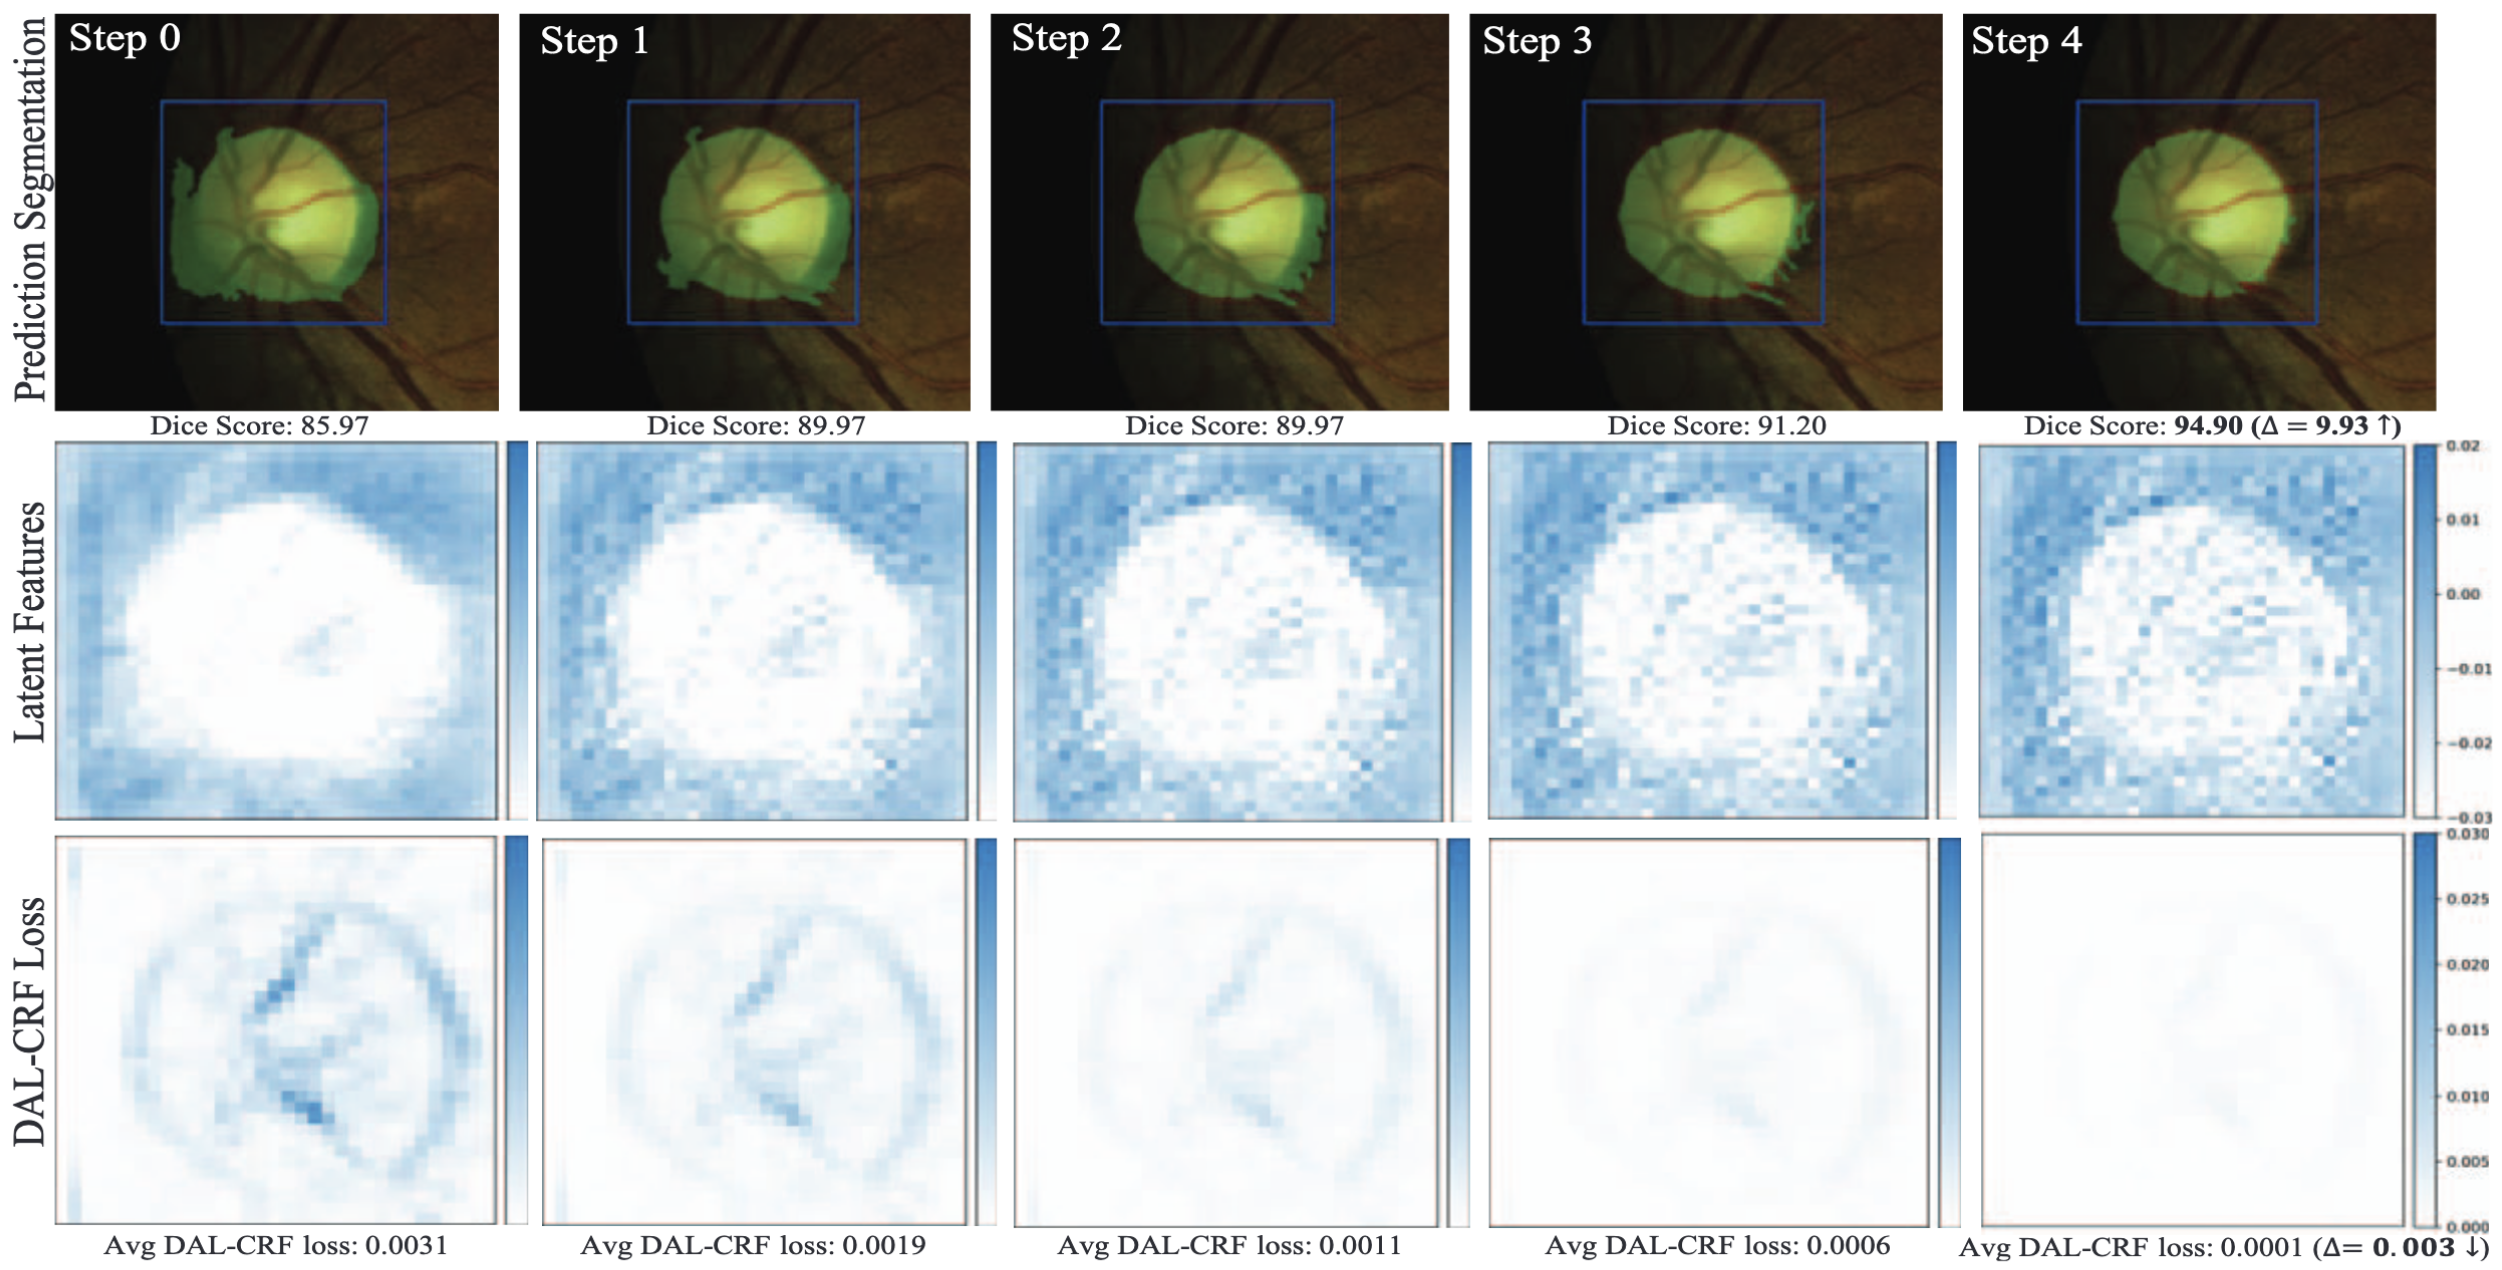 Prediction Segmentation
Step 0
Step 1
Step 2
Step 3
Step 4
Dice Score: 85.97
Dice Score: 89.97
Dice Score: 89.97
Dice Score: 91.20
Dice Score: 94.90 (Δ = 9.93 ↑)
Latent Features
0.02
0.01
0.00
−0.01
−0.02
−0.03
DAL-CRF Loss
0.030
0.025
0.020
0.015
0.010
0.005
0.000
Avg DAL-CRF loss: 0.0031
Avg DAL-CRF loss: 0.0019
Avg DAL-CRF loss: 0.0011
Avg DAL-CRF loss: 0.0006
Avg DAL-CRF loss: 0.0001 (Δ= 0.003 ↓)